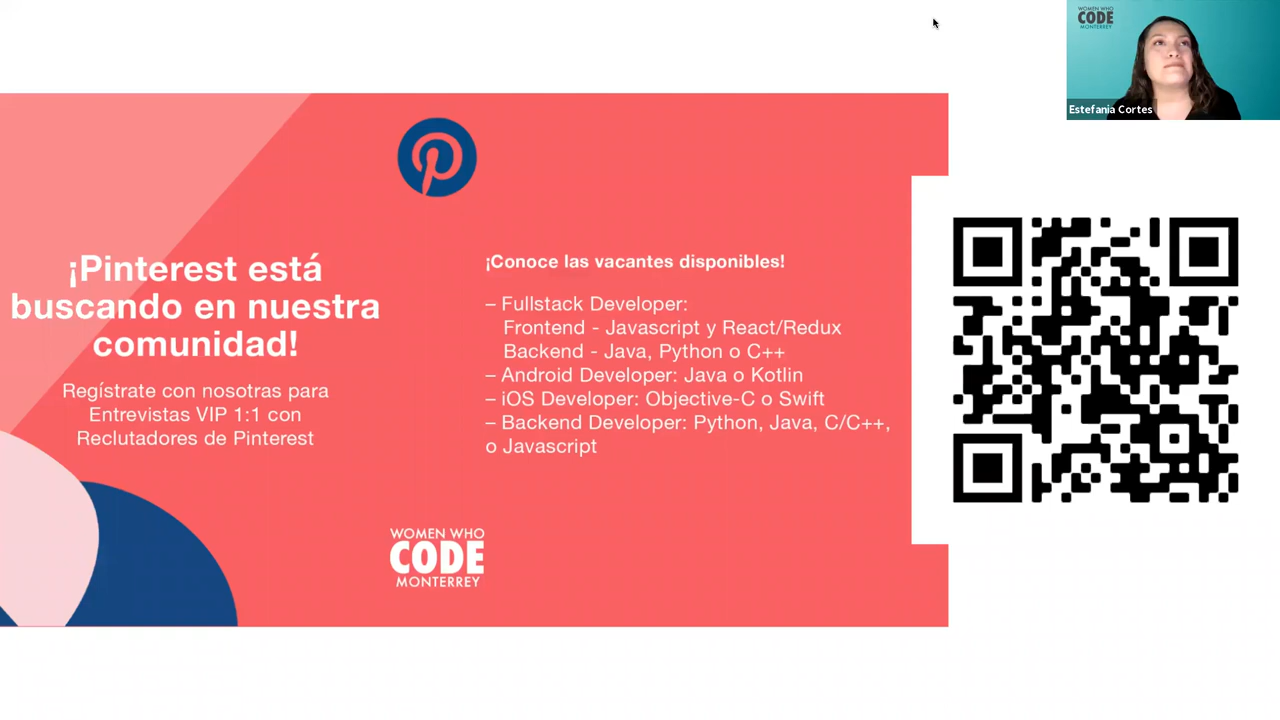 WOMEN WHO
CODE
MONTERREY
Estefania Cortes
¡Pinterest está
buscando en nuestra
comunidad!
Regístrate con nosotras para
Entrevistas VIP 1:1 con
Reclutadores de Pinterest
¡Conoce las vacantes disponibles!
– Fullstack Developer:
Frontend - Javascript y React/Redux
Backend - Java, Python o C++
– Android Developer: Java o Kotlin
– iOS Developer: Objective-C o Swift
– Backend Developer: Python, Java, C/C++,
o Javascript
WOMEN WHO
CODE
MONTERREY